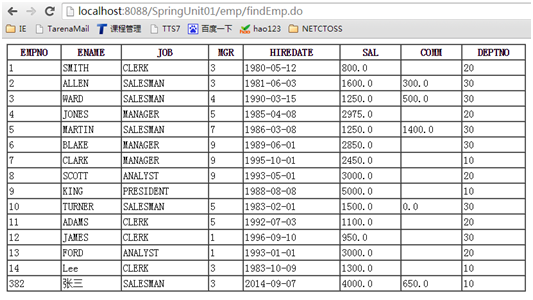 localhost:8088/SpringUnit01/emp/findEmp.do
IE TarenaMail 课程管理 TTS7 百度一下 hao123 NETCTOSS
EMPNO ENAME JOB MGR HIREDATE SAL COMM DEPTNO
1 SMITH CLERK 3 1980-05-12 800.0 20
2 ALLEN SALESMAN 3 1981-06-03 1600.0 300.0 30
3 WARD SALESMAN 4 1990-03-15 1250.0 500.0 30
4 JONES MANAGER 5 1985-04-08 2975.0 20
5 MARTIN SALESMAN 7 1986-03-08 1250.0 1400.0 30
6 BLAKE MANAGER 9 1989-06-01 2850.0 30
7 CLARK MANAGER 9 1995-10-01 2450.0 10
8 SCOTT ANALYST 9 1993-05-01 3000.0 20
9 KING PRESIDENT 1988-08-08 5000.0 10
10 TURNER SALESMAN 5 1983-02-01 1500.0 0.0 30
11 ADAMS CLERK 5 1992-07-03 1100.0 20
12 JAMES CLERK 1 1996-09-10 950.0 30
13 FORD ANALYST 1 1993-01-01 3000.0 20
14 Lee CLERK 3 1983-10-09 1300.0 10
382 张三 SALESMAN 3 2014-09-07 4000.0 650.0 10